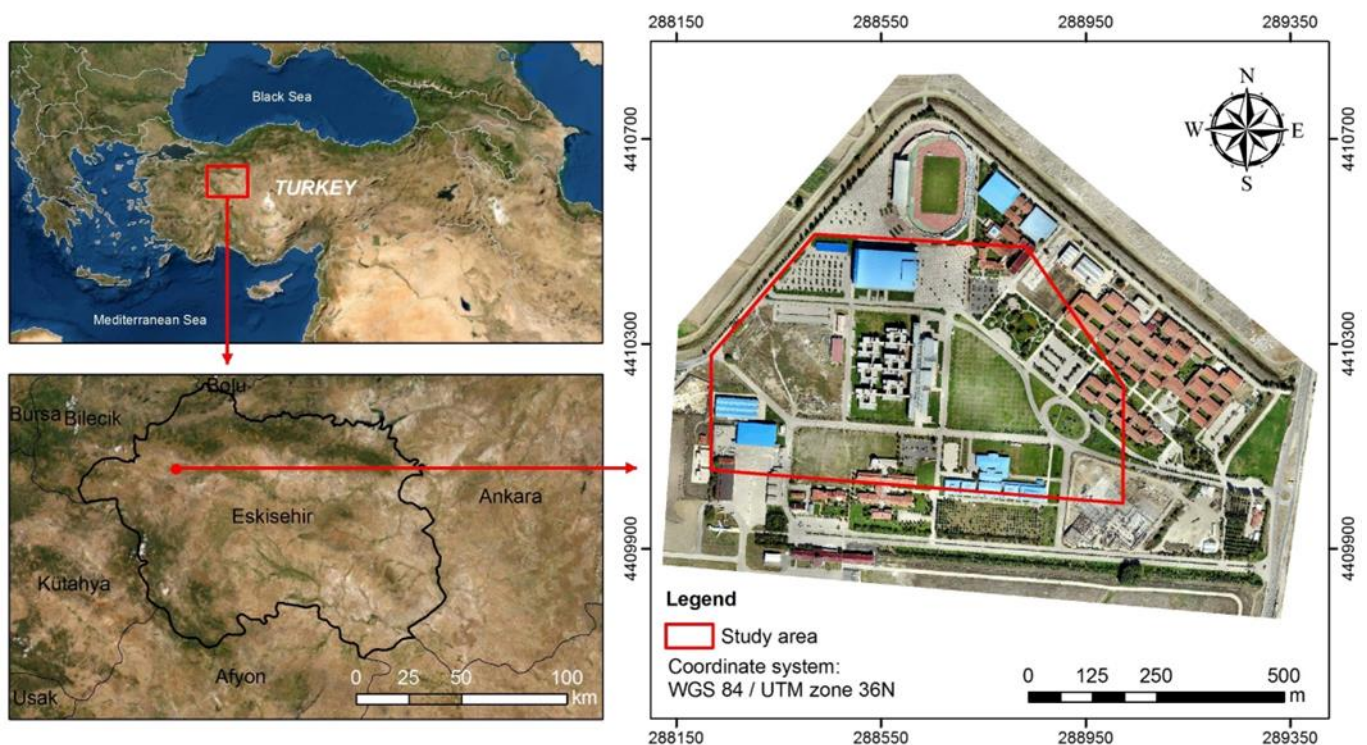 Black Sea
TURKEY
Mediterranean Sea
Bolu
Bursa
Bilecik
Ankara
Eskisehir
Kütahya
Afyon
Usak
0 25 50 100
km
288150 288550 288950 289350
4410700
4410300
4409900
4410700
4410300
4409900
N
W E
S
Legend
Study area
Coordinate system:
WGS 84 / UTM zone 36N
0 125 250 500
m
288150 288550 288950 289350